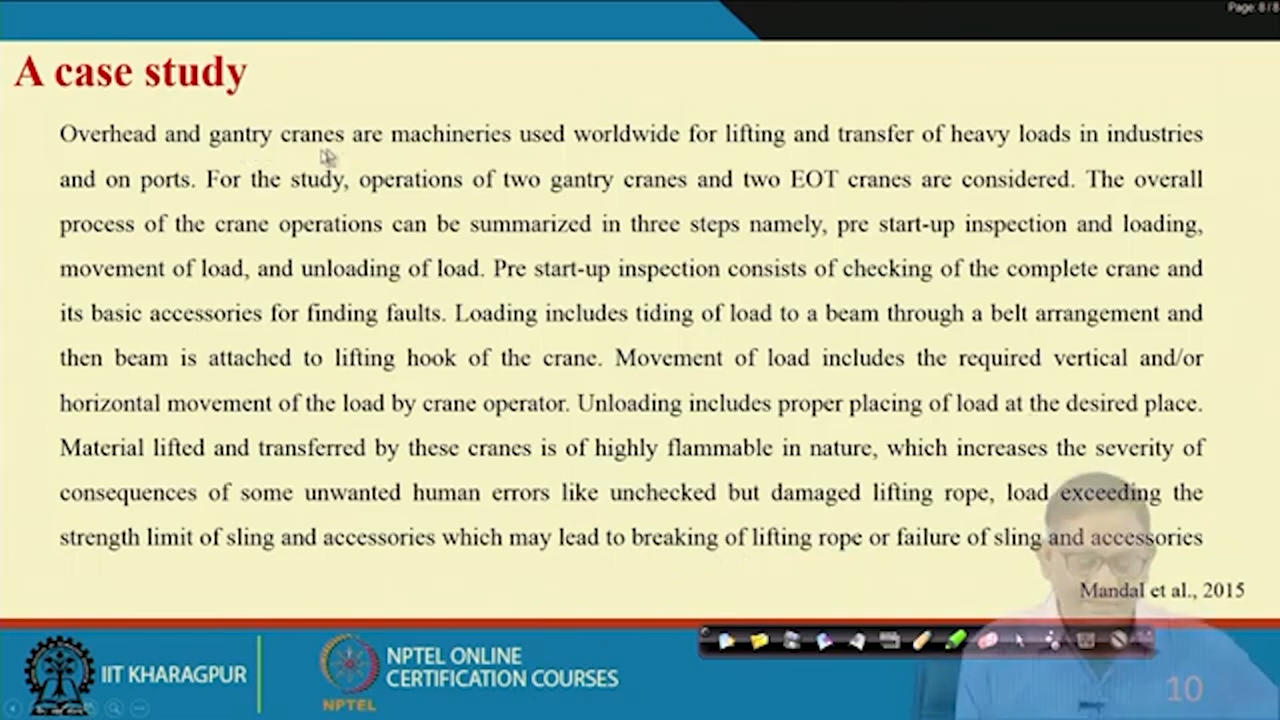 Page: 8 / 8
A case study
Overhead and gantry cranes are machineries used worldwide for lifting and transfer of heavy loads in industries
and on ports. For the study, operations of two gantry cranes and two EOT cranes are considered. The overall
process of the crane operations can be summarized in three steps namely, pre start-up inspection and loading,
movement of load, and unloading of load. Pre start-up inspection consists of checking of the complete crane and
its basic accessories for finding faults. Loading includes tiding of load to a beam through a belt arrangement and
then beam is attached to lifting hook of the crane. Movement of load includes the required vertical and/or
horizontal movement of the load by crane operator. Unloading includes proper placing of load at the desired place.
Material lifted and transferred by these cranes is of highly flammable in nature, which increases the severity of
consequences of some unwanted human errors like unchecked but damaged lifting rope, load exceeding the
strength limit of sling and accessories which may lead to breaking of lifting rope or failure of sling and accessories
Mandal et al., 2015
IIT KHARAGPUR
NPTEL
NPTEL ONLINE
CERTIFICATION COURSES
10